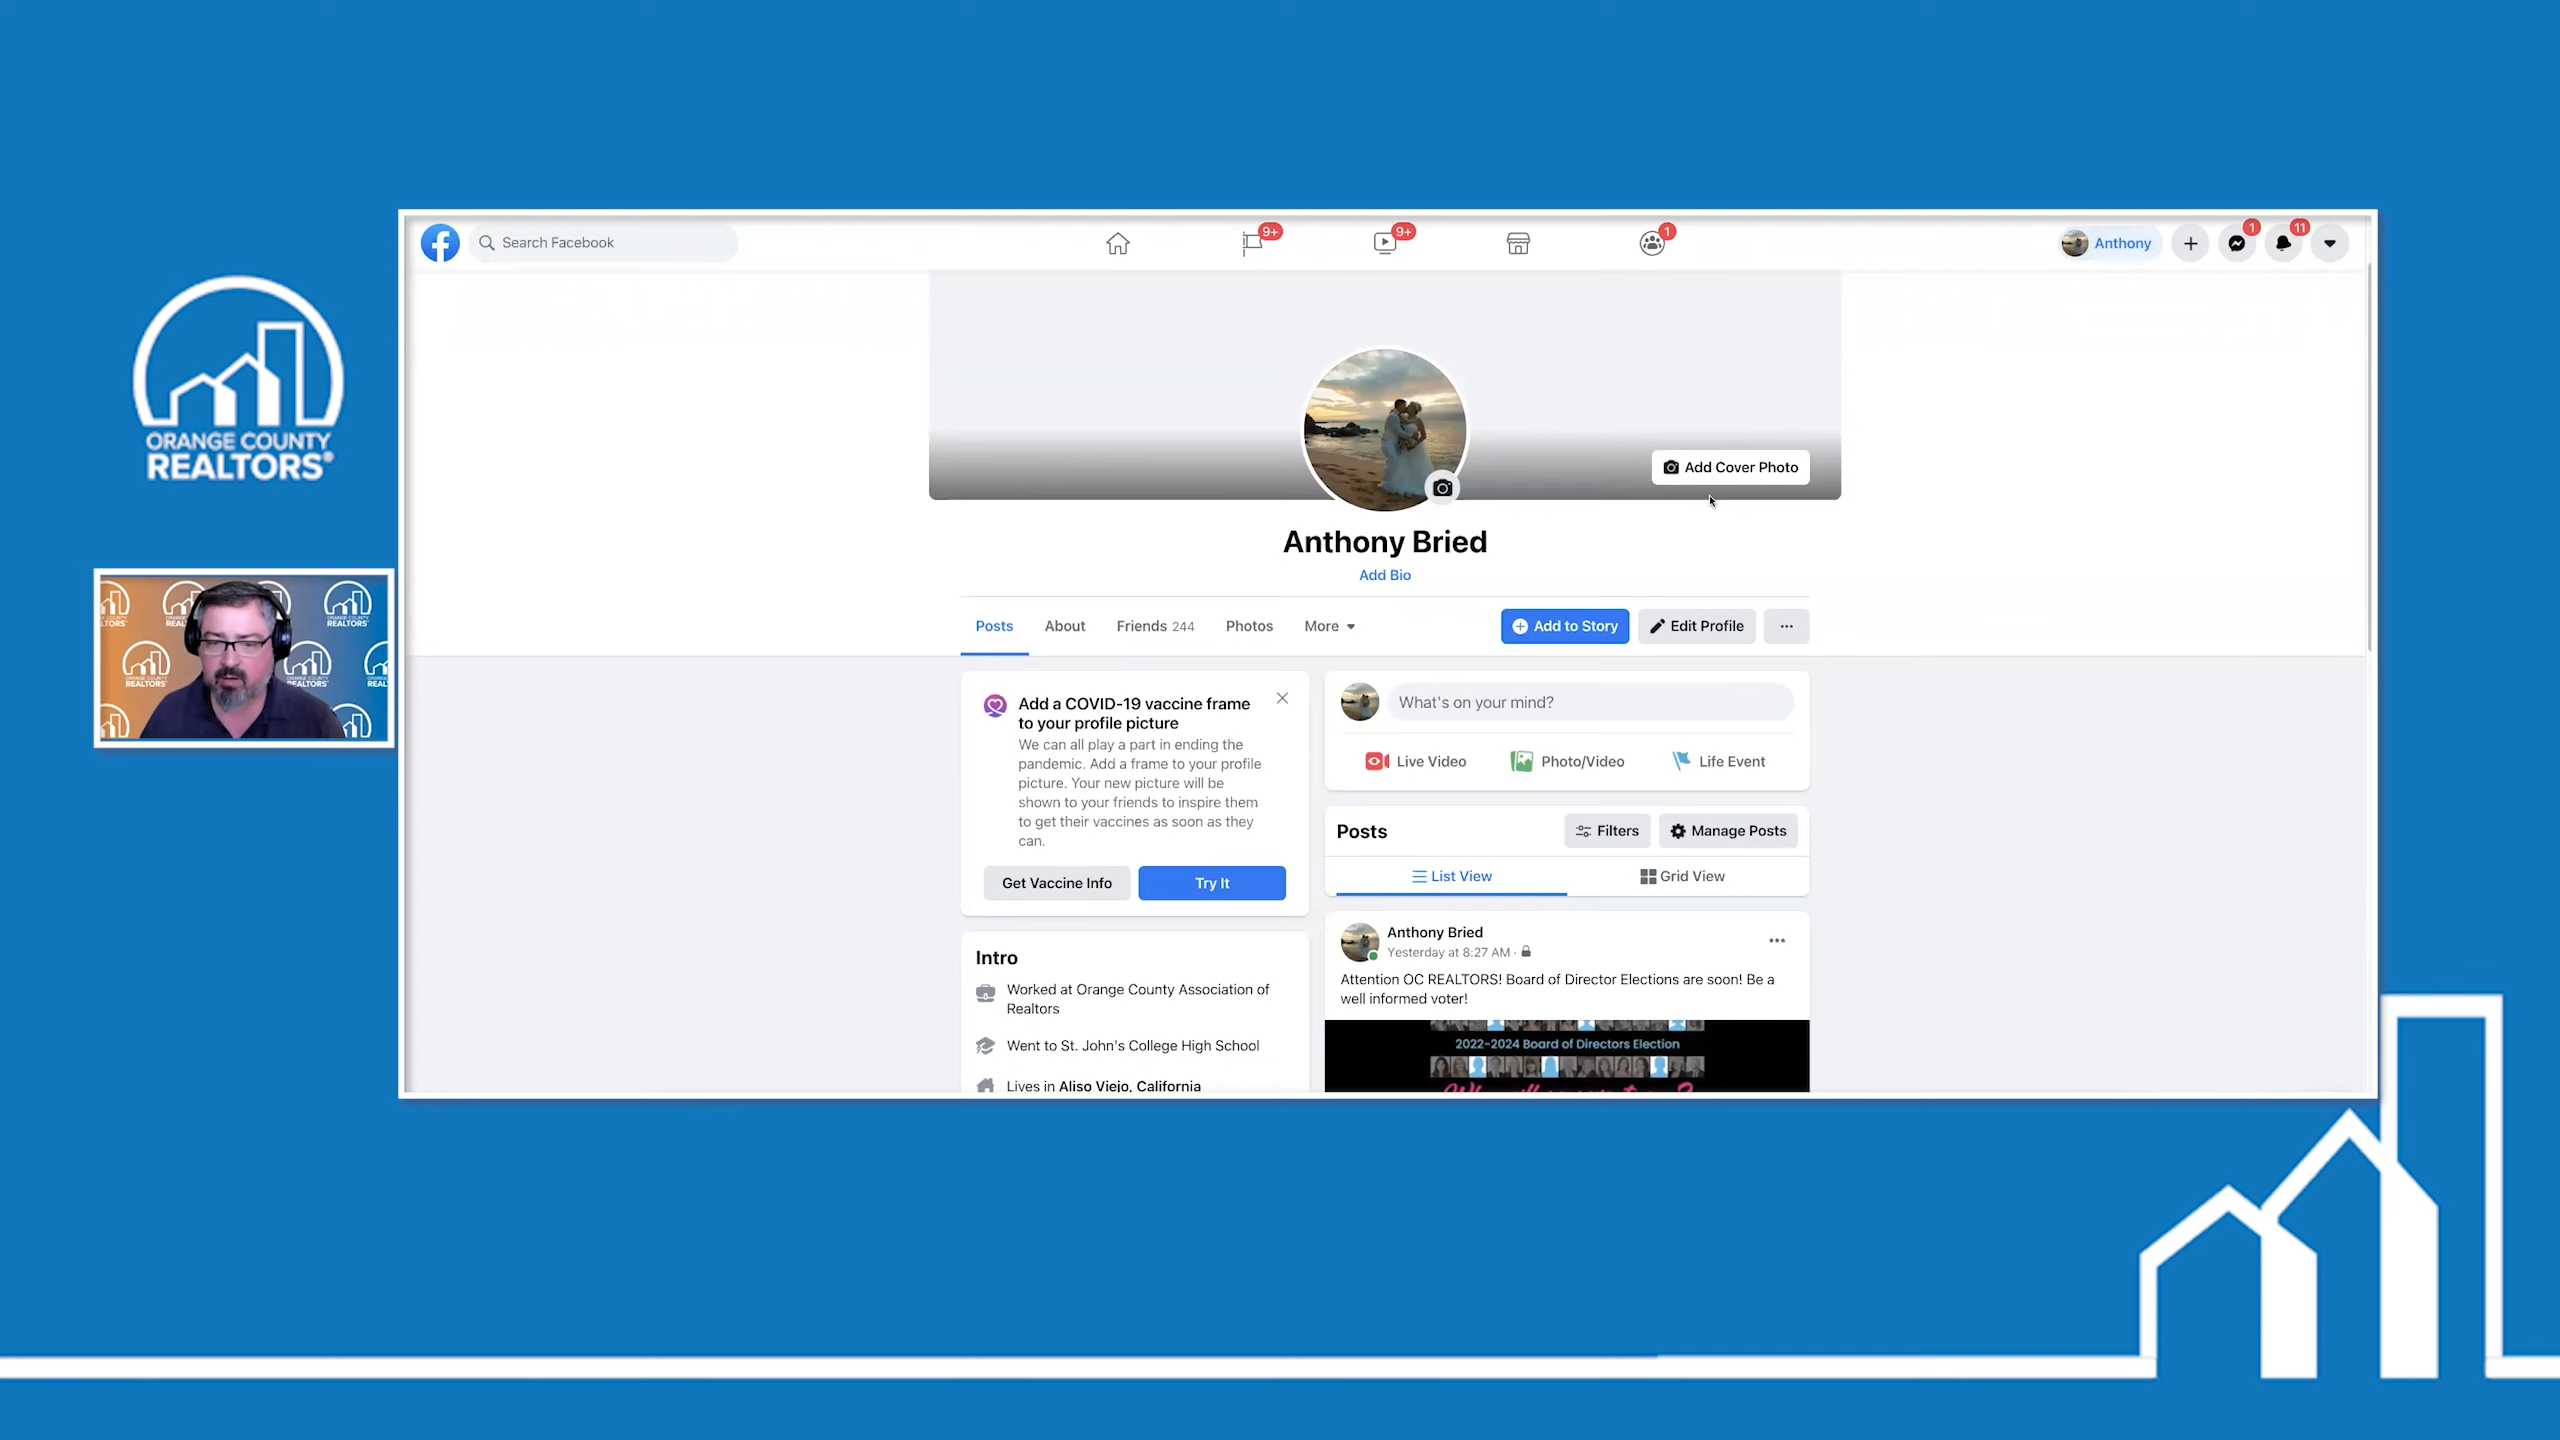 ORANGE COUNTY
REALTORS®
Search Facebook
9+
9+
1
Anthony
1
11
Add Cover Photo
Anthony Bried
Add Bio
Posts
About
Friends 244
Photos
More
Add to Story
Edit Profile
Add a COVID-19 vaccine frame
to your profile picture
We can all play a part in ending the
pandemic. Add a frame to your profile
picture. Your new picture will be
shown to your friends to inspire them
to get their vaccines as soon as they
can.
Get Vaccine Info
Try It
Intro
Worked at Orange County Association of
Realtors
Went to St. John's College High School
Lives in Aliso Viejo, California
What's on your mind?
Live Video
Photo/Video
Life Event
Posts
Filters
Manage Posts
List View
Grid View
Anthony Bried
Yesterday at 8:27 AM ·
Attention OC REALTORS! Board of Director Elections are soon! Be a
well informed voter!
2022-2024 Board of Directors Election